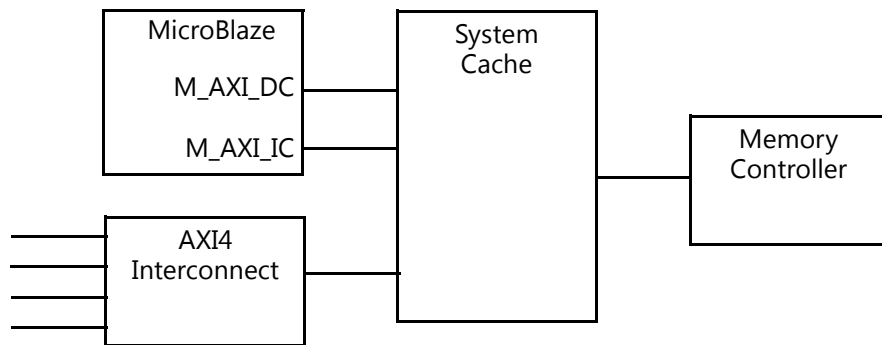 MicroBlaze
M_AXI_DC
M_AXI_IC
System
Cache
Memory
Controller
AXI4
Interconnect